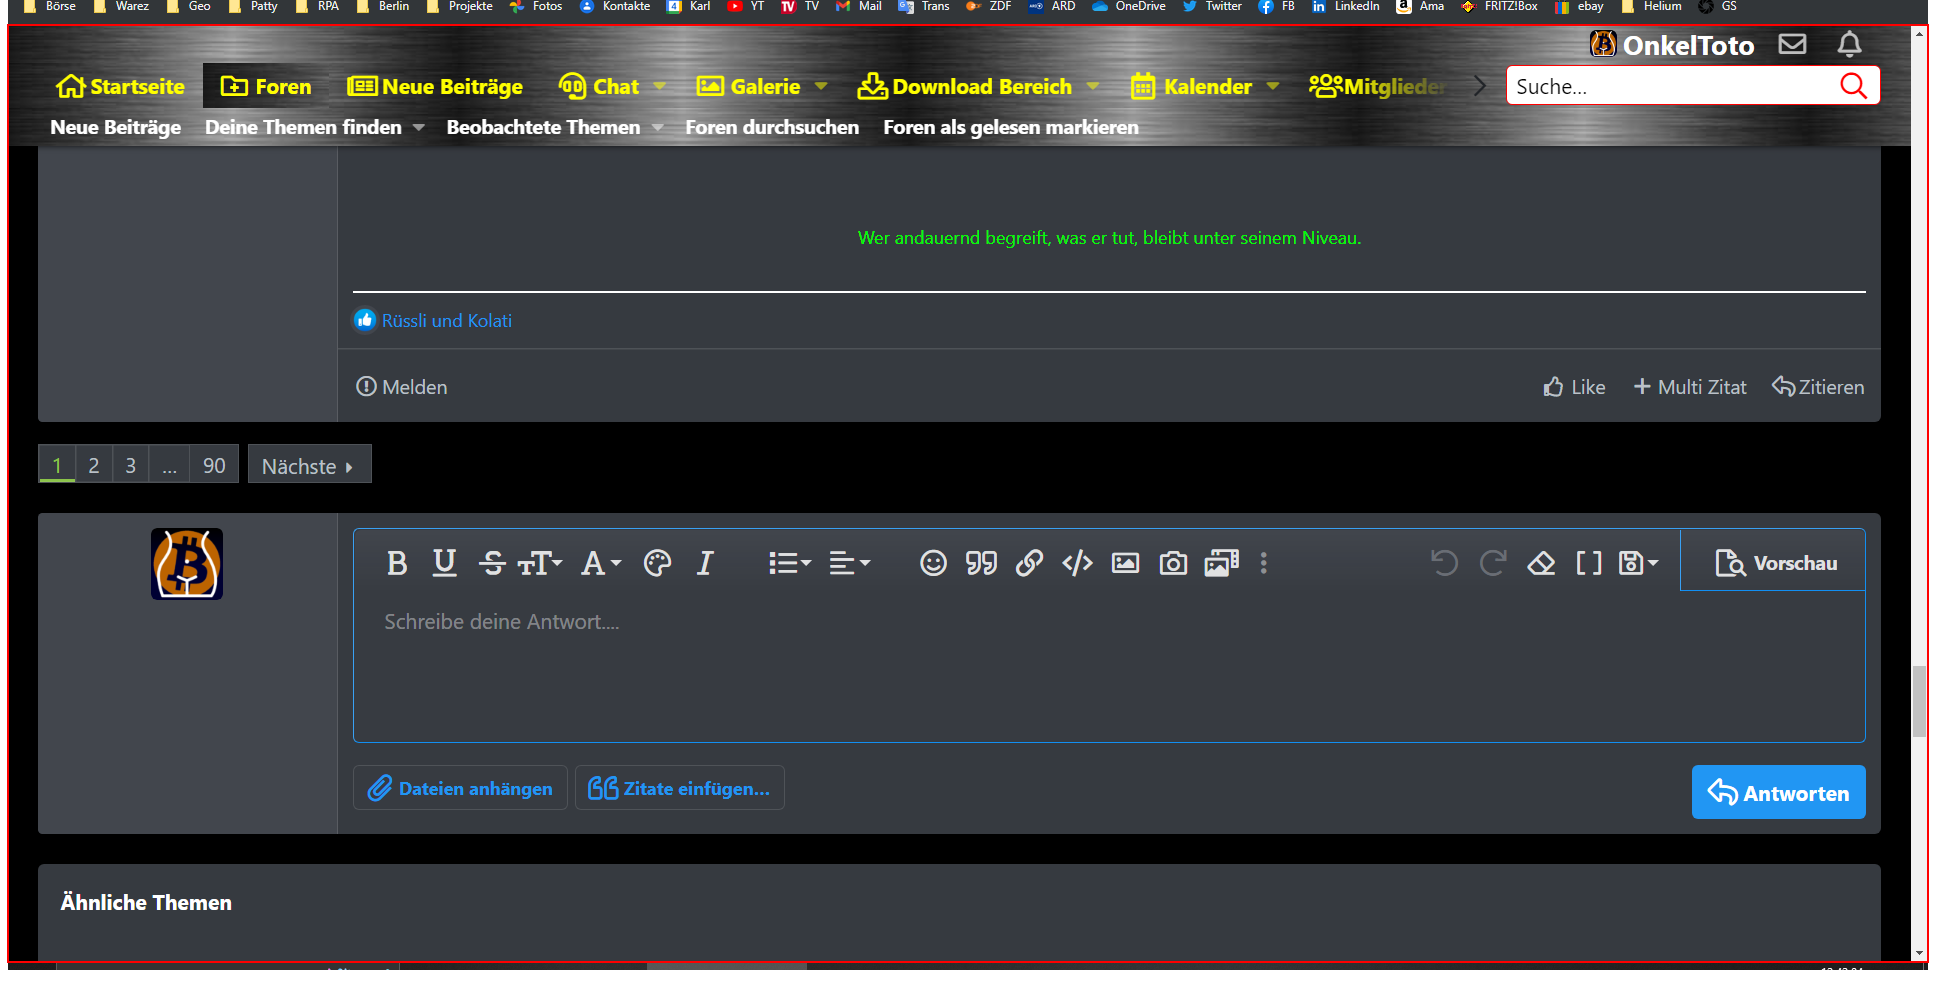 Börse Warez Geo Patty RPA Berlin Projekte Fotos Kontakte Karl YT TV Mail Trans ZDF ARD OneDrive Twitter FB LinkedIn Ama FRITZ!Box ebay Helium GS
OnkelToto
Startseite Foren Neue Beiträge Chat Galerie Download Bereich Kalender Mitglieder Suche...
Neue Beiträge Deine Themen finden Beobachtete Themen Foren durchsuchen Foren als gelesen markieren
Wer andauernd begreift, was er tut, bleibt unter seinem Niveau.
Rüssli und Kolati
Melden Like Multi Zitat Zitieren
1 2 3 ... 90 Nächste
Vorschau
Schreibe deine Antwort....
Dateien anhängen Zitate einfügen... Antworten
Ähnliche Themen